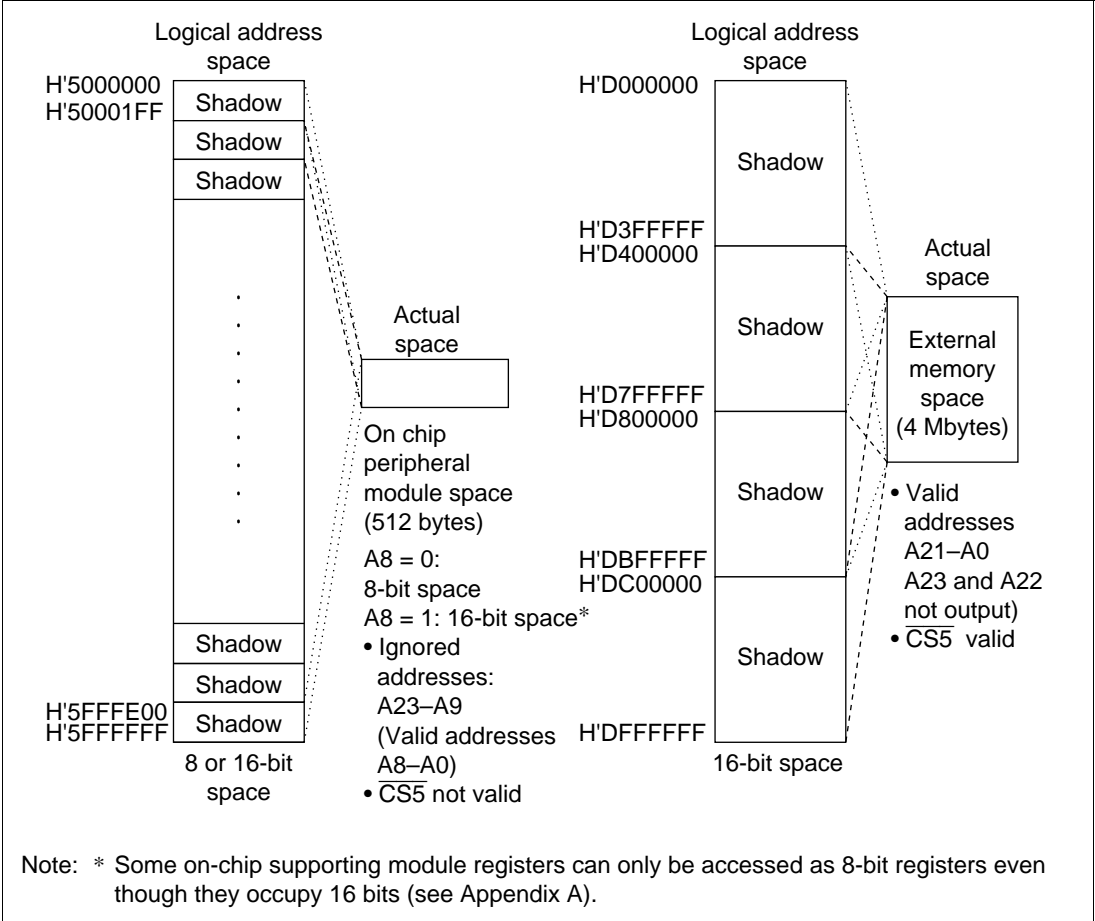 Logical address
space
H'5000000
H'50001FF
Shadow
Shadow
Shadow
Actual
space
On chip
peripheral
module space
(512 bytes)
A8 = 0:
8-bit space
A8 = 1: 16-bit space*
• Ignored
addresses:
A23–A9
(Valid addresses
A8–A0)
• CS5 not valid
Shadow
Shadow
H'5FFFE00
H'5FFFFFF
Shadow
8 or 16-bit
space
Logical address
space
H'D000000
Shadow
H'D3FFFFF
H'D400000
Shadow
H'D7FFFFF
H'D800000
Shadow
H'DBFFFFF
H'DC00000
Shadow
H'DFFFFFF
16-bit space
Actual
space
External
memory
space
(4 Mbytes)
• Valid
addresses
A21–A0
A23 and A22
not output)
• CS5 valid
Note: * Some on-chip supporting module registers can only be accessed as 8-bit registers even
though they occupy 16 bits (see Appendix A).